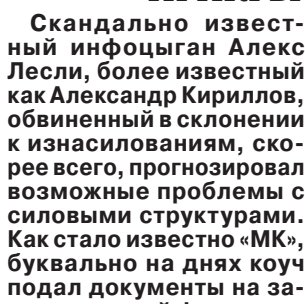 Скандально извест-
ный инфоцыган Алекс
Лесли, более известный
как Александр Кириллов,
обвиненный в склонении
к изнасилованиям, ско-
рее всего, прогнозировал
возможные проблемы с
силовыми структурами.
Как стало известно «МК»,
буквально на днях коуч
подал документы на за-